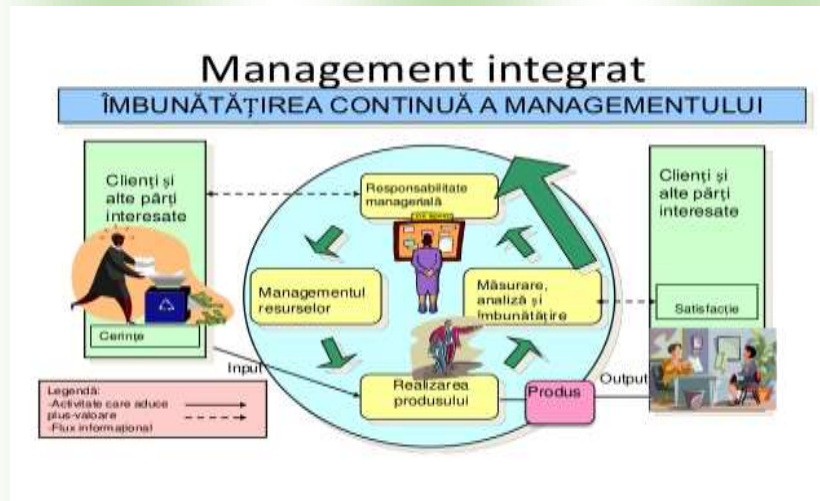 Management integrat
ÎMBUNĂTĂȚIREA CONTINUĂ A MANAGEMENTULUI
Clienți și
alte părți
interesate
Cerințe
Responsabilitate
managerială
Managementul
resurselor
Măsurare,
analiză și
îmbunătățire
Realizarea
produsului
Input
Produs
Output
Clienți și
alte părți
interesate
Satisfacție
Legendă:
-Activitate care aduce
plus-valoare
-Flux informațional